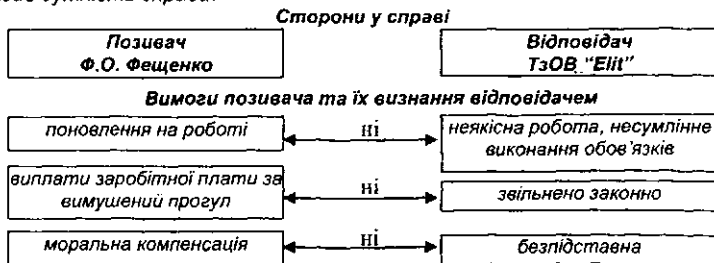 Сторони у справі
Позивач
Ф.О. Фещенко
Відповідач
ТзОВ "Elit"
Вимоги позивача та їх визнання відповідачем
поновлення на роботі
ні
неякісна робота, несумлінне
виконання обов'язків
виплати заробітної плати за
вимушений прогул
ні
звільнено законно
моральна компенсація
ні
безпідставна